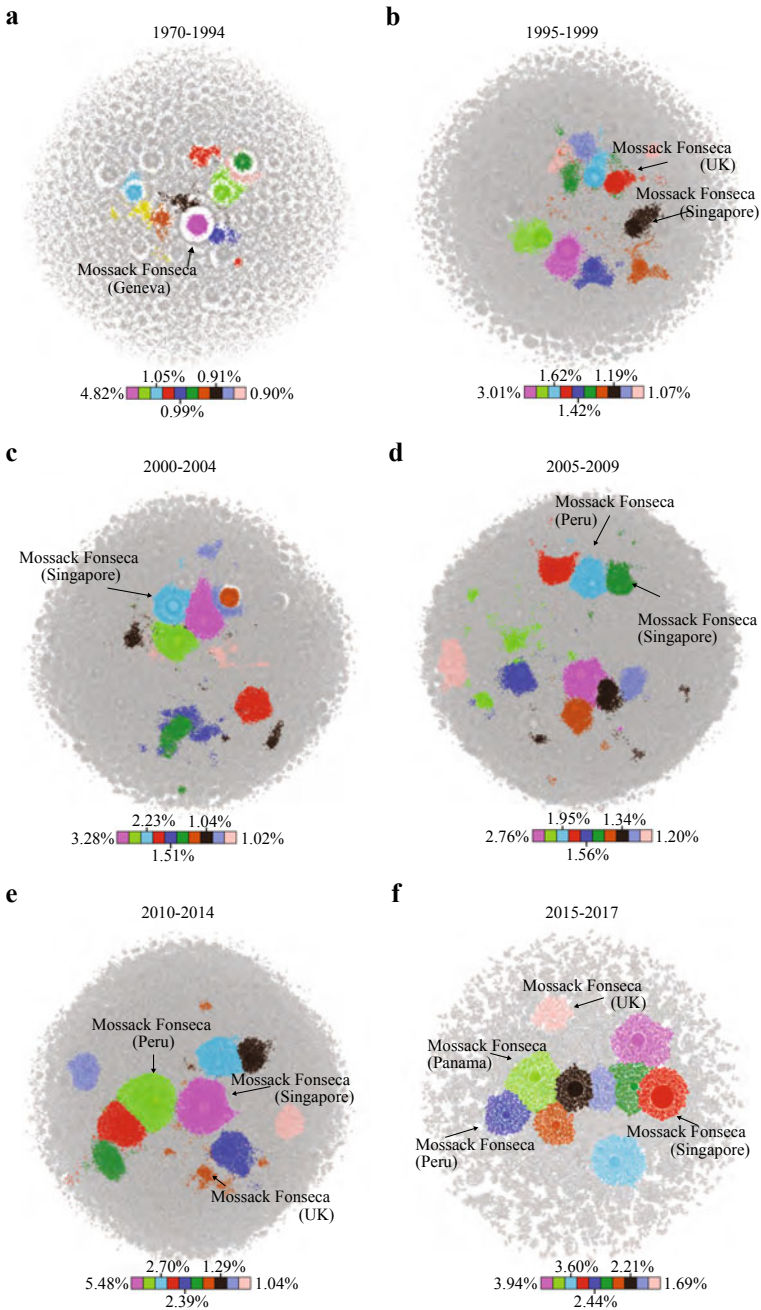 a
1970-1994
Mossack Fonseca
(Geneva)
1.05% 0.91%
4.82% 0.90%
0.99%
b
1995-1999
Mossack Fonseca
(UK)
Mossack Fonseca
(Singapore)
1.62% 1.19%
3.01% 1.07%
1.42%
c
2000-2004
Mossack Fonseca
(Singapore)
2.23% 1.04%
3.28% 1.02%
1.51%
d
2005-2009
Mossack Fonseca
(Peru)
Mossack Fonseca
(Singapore)
1.95% 1.34%
2.76% 1.20%
1.56%
e
2010-2014
Mossack Fonseca
(Peru)
Mossack Fonseca
(Singapore)
Mossack Fonseca
(UK)
2.70% 1.29%
5.48% 1.04%
2.39%
f
2015-2017
Mossack Fonseca
(UK)
Mossack Fonseca
(Panama)
Mossack Fonseca
(Peru)
Mossack Fonseca
(Singapore)
3.60% 2.21%
3.94% 1.69%
2.44%